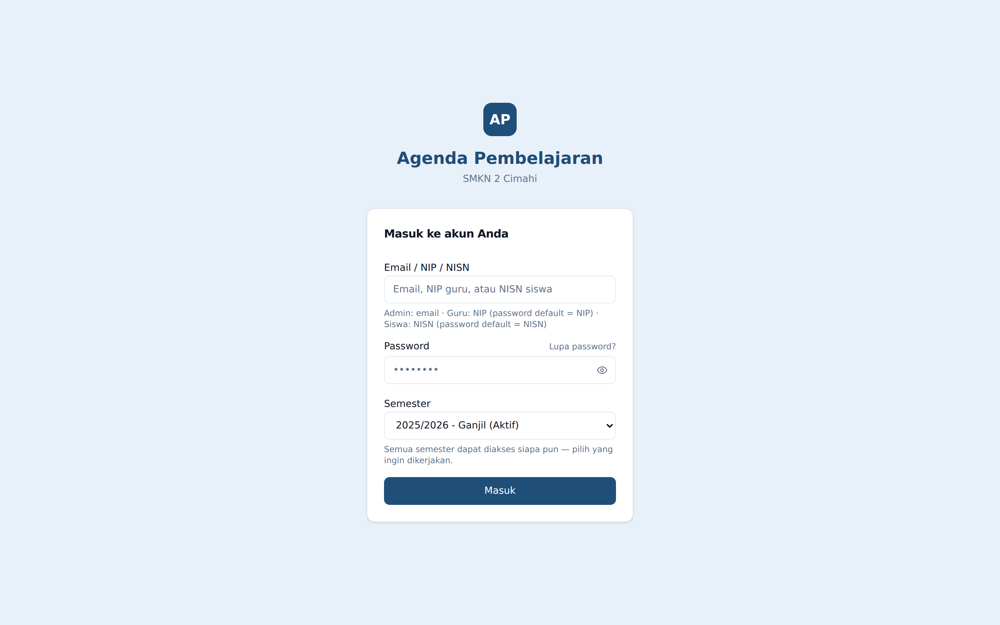 AP
Agenda Pembelajaran
SMKN 2 Cimahi
Masuk ke akun Anda
Email / NIP / NISN
Email, NIP guru, atau NISN siswa
Admin: email · Guru: NIP (password default = NIP) ·
Siswa: NISN (password default = NISN)
Password
Lupa password?
••••••••
Semester
2025/2026 - Ganjil (Aktif)
Semua semester dapat diakses siapa pun — pilih yang
ingin dikerjakan.
Masuk